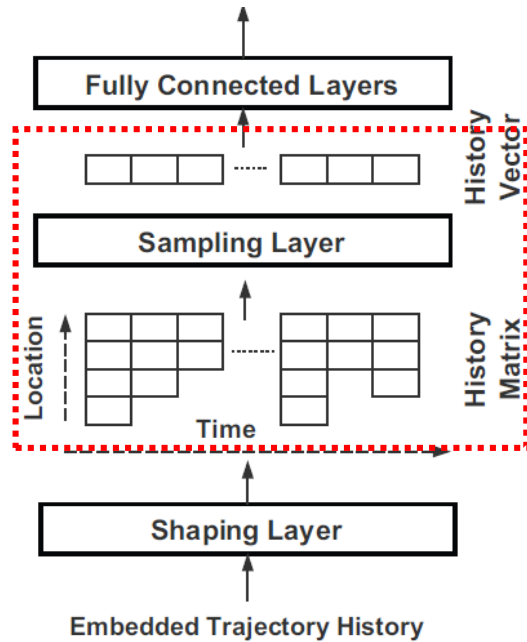 Fully Connected Layers
History
Vector
Sampling Layer
Location
History
Matrix
Time
Shaping Layer
Embedded Trajectory History